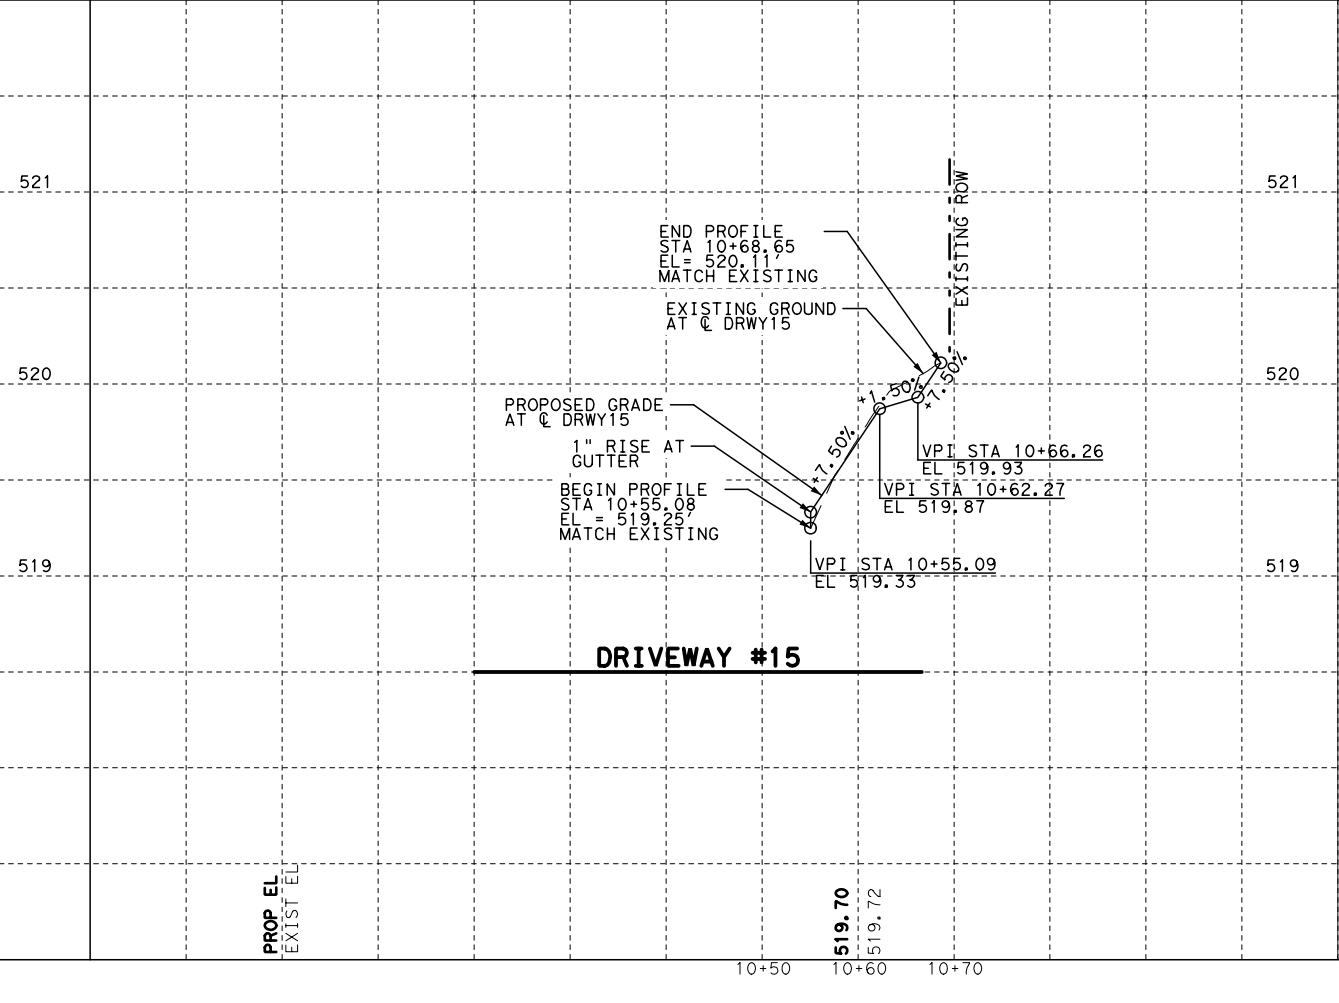 521
521
EXISTING ROW
END PROFILE
STA 10+68.65
EL= 520.11'
MATCH EXISTING
EXISTING GROUND
AT ℄ DRWY15
520
520
+7.50%
+1.50%
+7.50%
PROPOSED GRADE
AT ℄ DRWY15
1" RISE AT
GUTTER
BEGIN PROFILE
STA 10+55.08
EL = 519.25'
MATCH EXISTING
VPI STA 10+66.26
EL 519.93
VPI STA 10+62.27
EL 519.87
VPI STA 10+55.09
EL 519.33
519
519
DRIVEWAY #15
PROP EL
EXIST EL
519.70
519.72
10+50
10+60
10+70